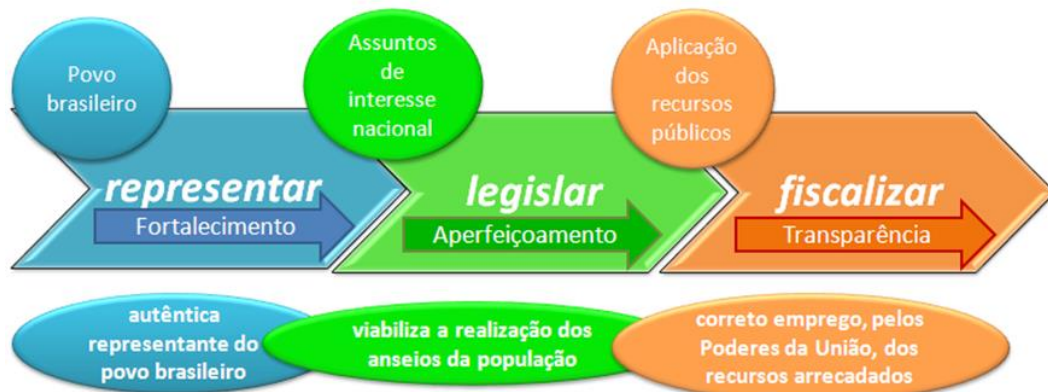 Povo
brasileiro
Assuntos
de
interesse
nacional
Aplicação
dos
recursos
públicos
representar
Fortalecimento
legislar
Aperfeiçoamento
fiscalizar
Transparência
autêntica
representante do
povo brasileiro
viabiliza a realização dos
anseios da população
correto emprego, pelos
Poderes da União, dos
recursos arrecadados